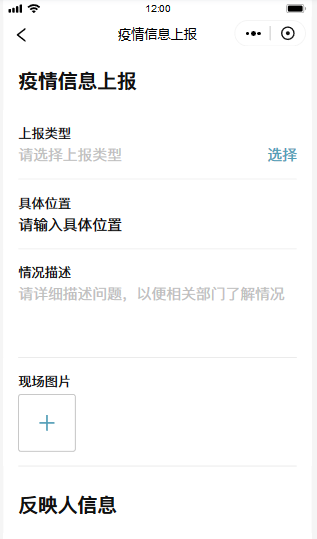 12:00
疫情信息上报
疫情信息上报
上报类型
请选择上报类型 选择
具体位置
请输入具体位置
情况描述
请详细描述问题，以便相关部门了解情况
现场图片
反映人信息